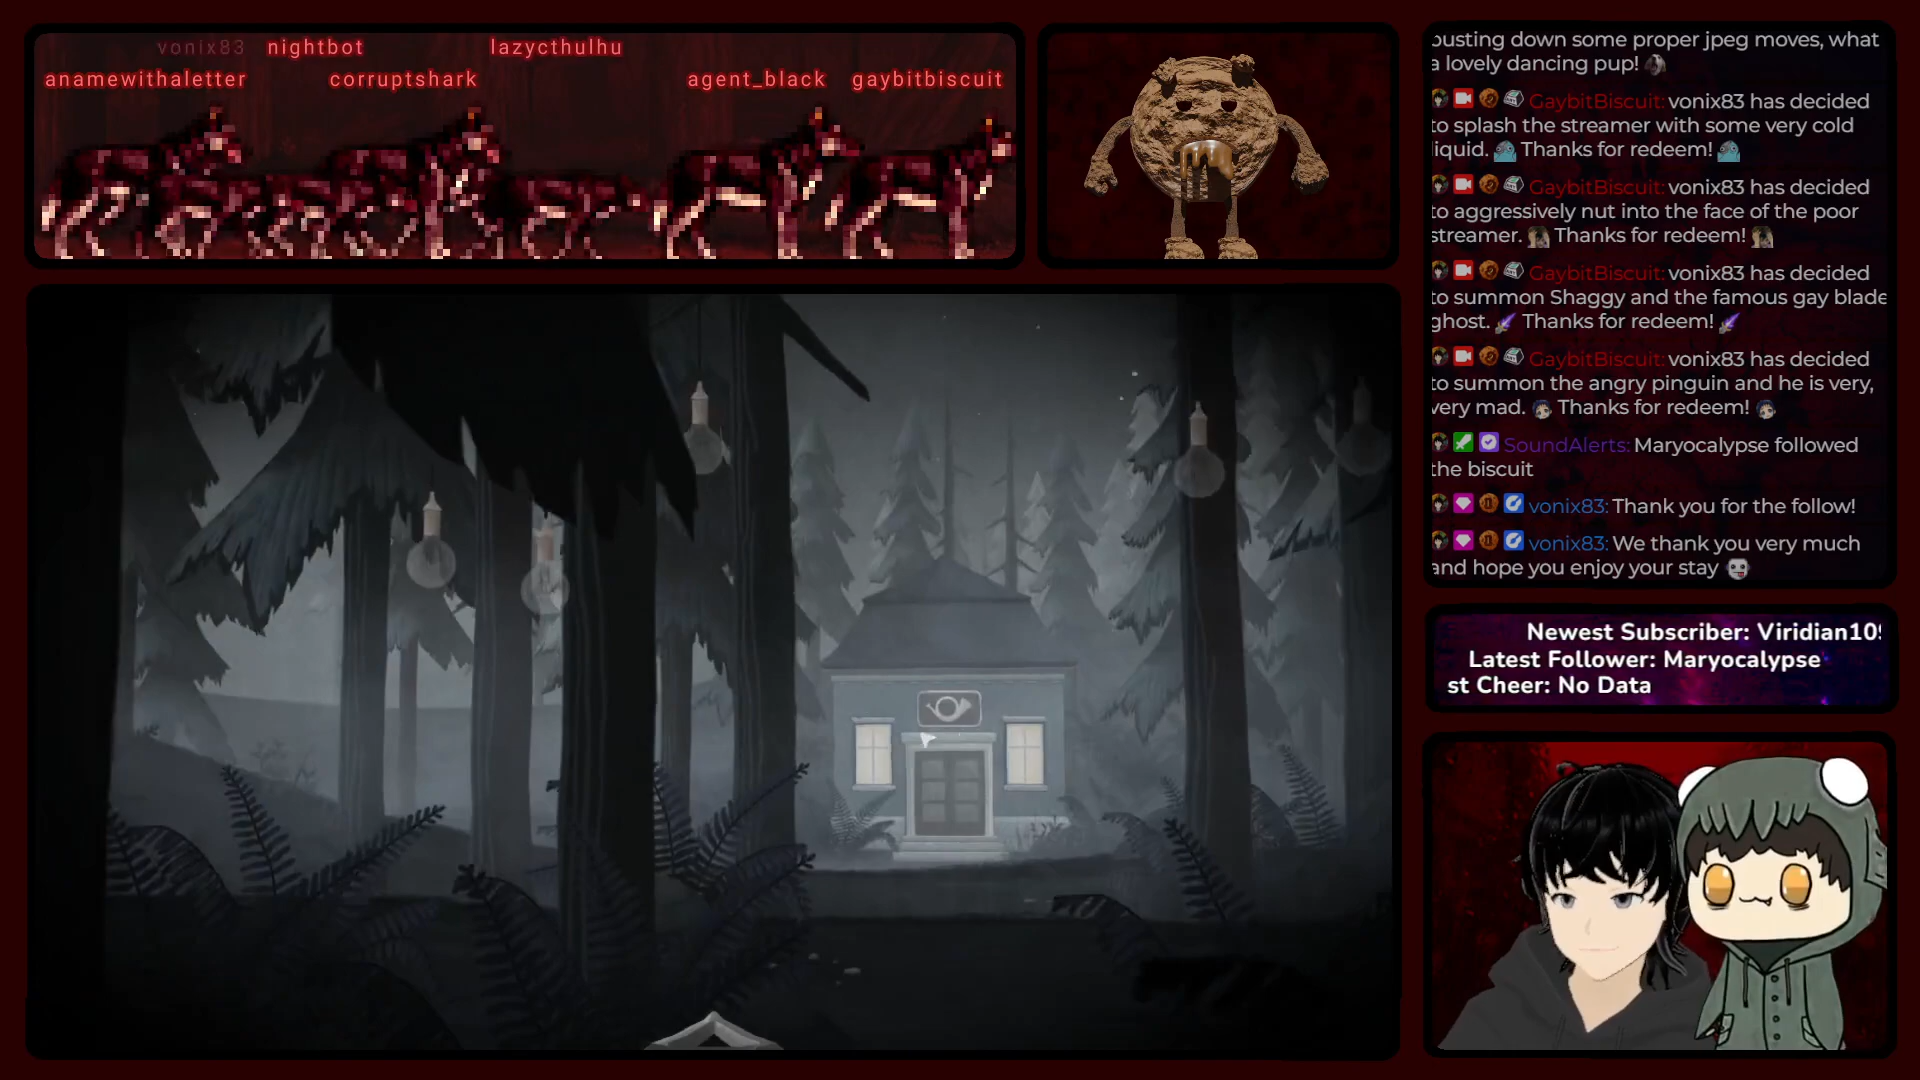 vonix83 nightbot lazycthulhu
anamewithaletter corruptshark agent_black gaybitbiscuit
busting down some proper jpeg moves, what
a lovely dancing pup!
GaybitBiscuit: vonix83 has decided
to splash the streamer with some very cold
liquid. Thanks for redeem!
GaybitBiscuit: vonix83 has decided
to aggressively nut into the face of the poor
streamer. Thanks for redeem!
GaybitBiscuit: vonix83 has decided
to summon Shaggy and the famous gay blade
ghost. Thanks for redeem!
GaybitBiscuit: vonix83 has decided
to summon the angry pinguin and he is very,
very mad. Thanks for redeem!
SoundAlerts: Maryocalypse followed
the biscuit
vonix83: Thank you for the follow!
vonix83: We thank you very much
and hope you enjoy your stay
Newest Subscriber: Viridian109
Latest Follower: Maryocalypse
st Cheer: No Data